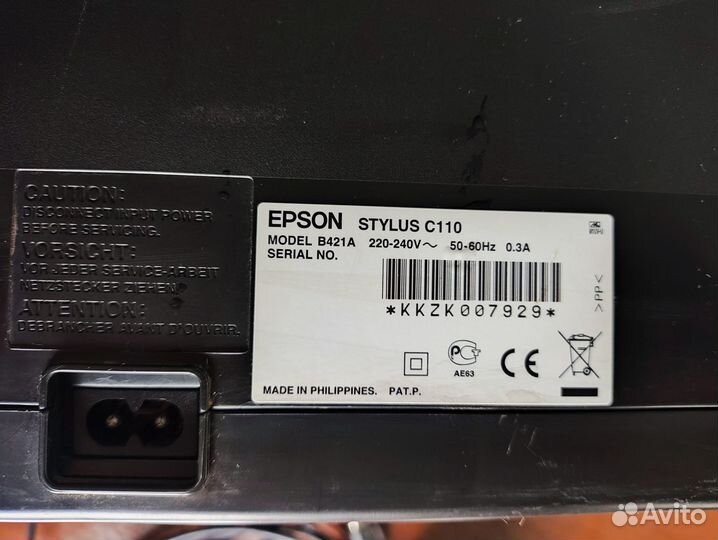 CAUTION:
DISCONNECT INPUT POWER
BEFORE SERVICING.
VORSICHT:
VOR JEDER SERVICE-ARBEIT
NETZSTECKER ZIEHEN.
ATTENTION:
DEBRANCHER AVANT D'OUVRIR.
EPSON STYLUS C110
MODEL B421A 220-240V~ 50-60Hz 0.3A
SERIAL NO.
*KKZK007929*
>PP<
AE63
CE
MADE IN PHILIPPINES. PAT.P.
Avito